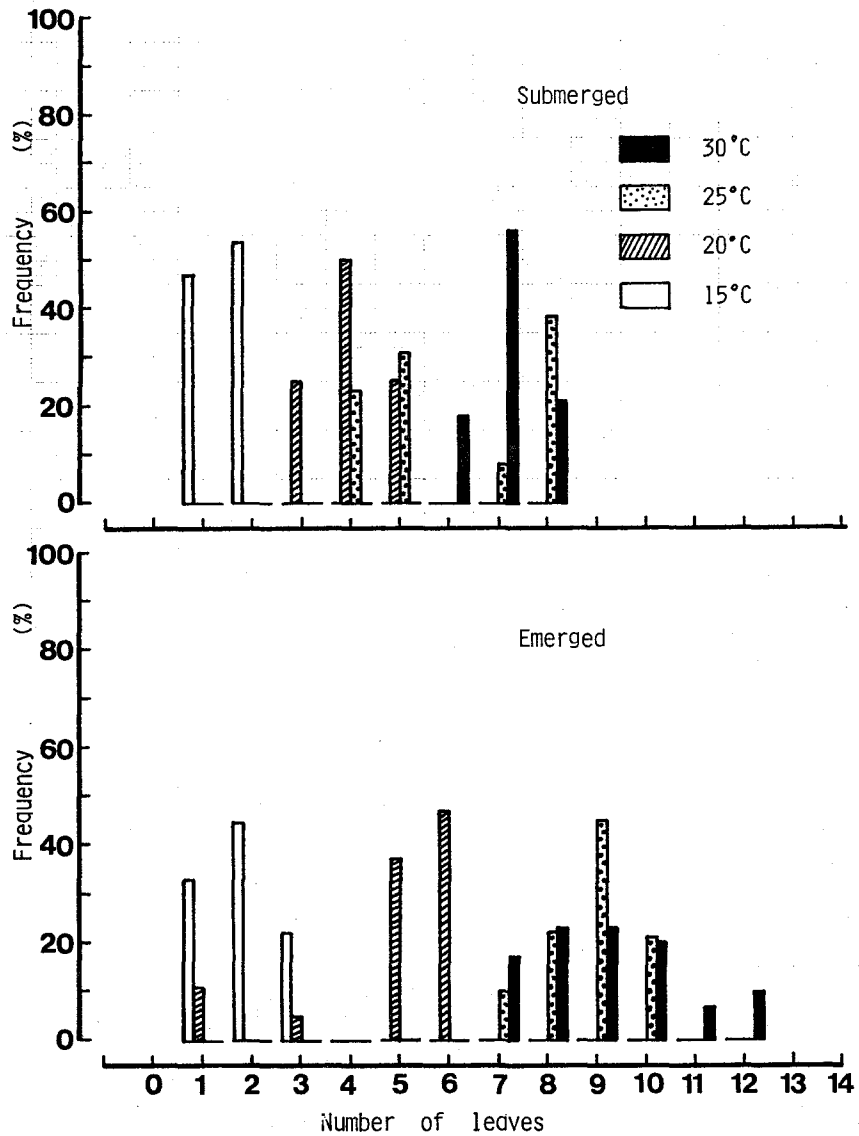 100
80
60
40
20
0
Frequency (%)
Submerged
30°C
25°C
20°C
15°C
100
80
60
40
20
0
Frequency (%)
Emerged
0 1 2 3 4 5 6 7 8 9 10 11 12 13 14
Number of leaves